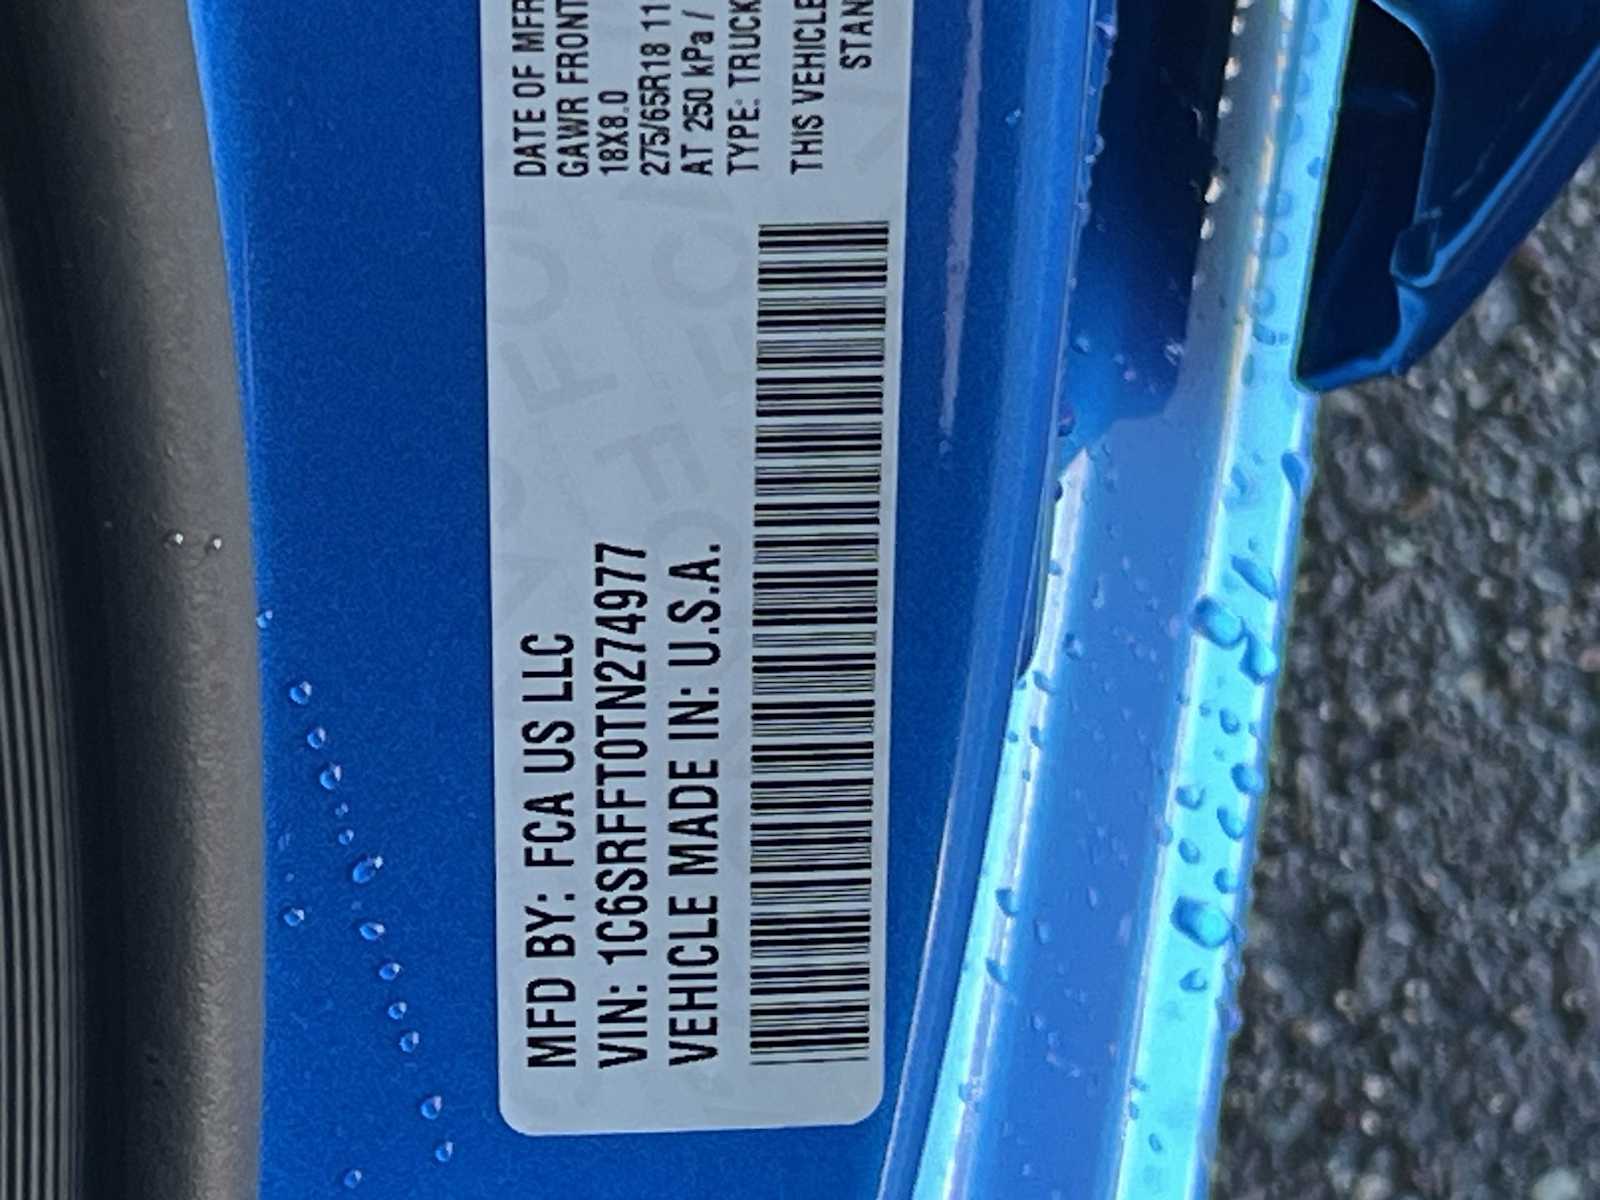 MFD BY: FCA US LLC
VIN: 1C6SRFFT0TN274977
VEHICLE MADE IN: U.S.A.
DATE OF MFR
GAWR FRONT
18X8.0
275/65R18 11
AT 250 kPa /
TYPE: TRUCK
THIS VEHICLE
STAN